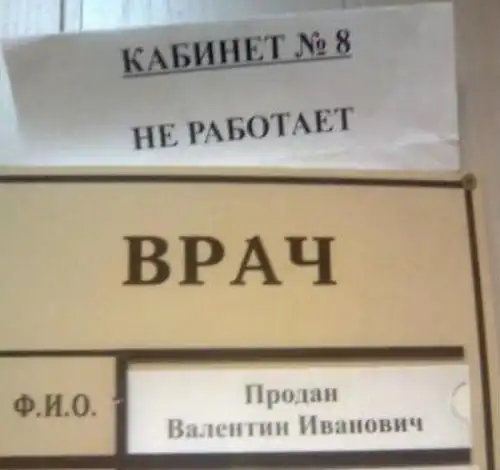 КАБИНЕТ № 8
НЕ РАБОТАЕТ
ВРАЧ
Ф.И.О.
Продан
Валентин Иванович